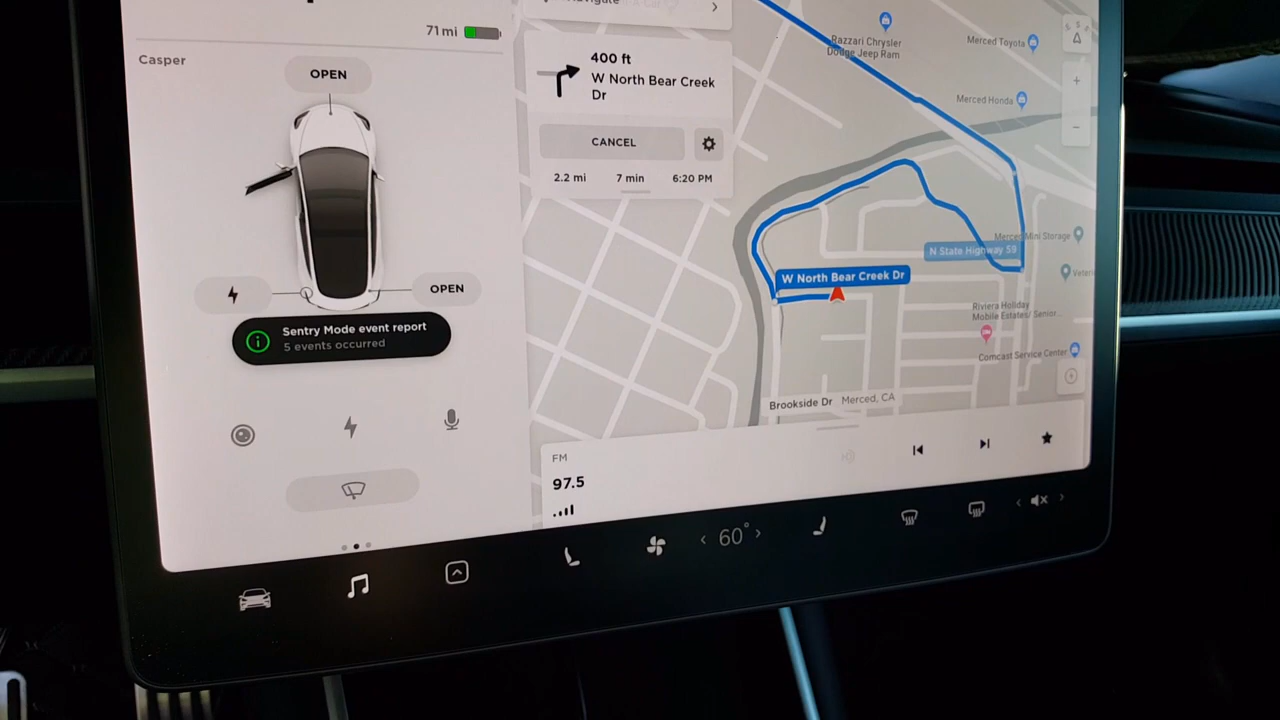 71 mi
Casper
OPEN
OPEN
Sentry Mode event report
5 events occurred
400 ft
W North Bear Creek
Dr
CANCEL
2.2 mi 7 min 6:20 PM
Razzari Chrysler
Dodge Jeep Ram
Merced Toyota
Merced Honda
Merced Mini Storage
N State Highway 59
W North Bear Creek Dr
Riviera Holiday
Mobile Estates/ Senior...
Comcast Service Center
Brookside Dr Merced, CA
+
−
FM
97.5
< 60° >